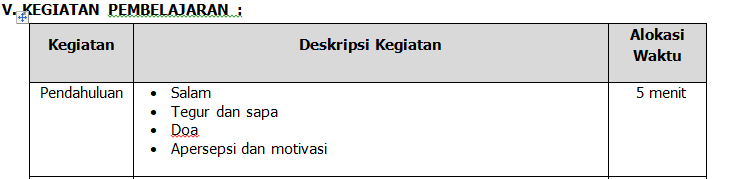 V. KEGIATAN PEMBELAJARAN :
Kegiatan Deskripsi Kegiatan Alokasi Waktu
Pendahuluan • Salam 5 menit
• Tegur dan sapa
• Doa
• Apersepsi dan motivasi